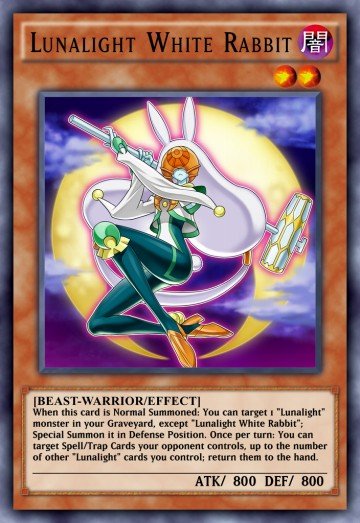 Lunalight White Rabbit 闇
[BEAST-WARRIOR/EFFECT]
When this card is Normal Summoned: You can target 1 "Lunalight"
monster in your Graveyard, except "Lunalight White Rabbit";
Special Summon it in Defense Position. Once per turn: You can
target Spell/Trap Cards your opponent controls, up to the number
of other "Lunalight" cards you control; return them to the hand.
ATK/ 800 DEF/ 800